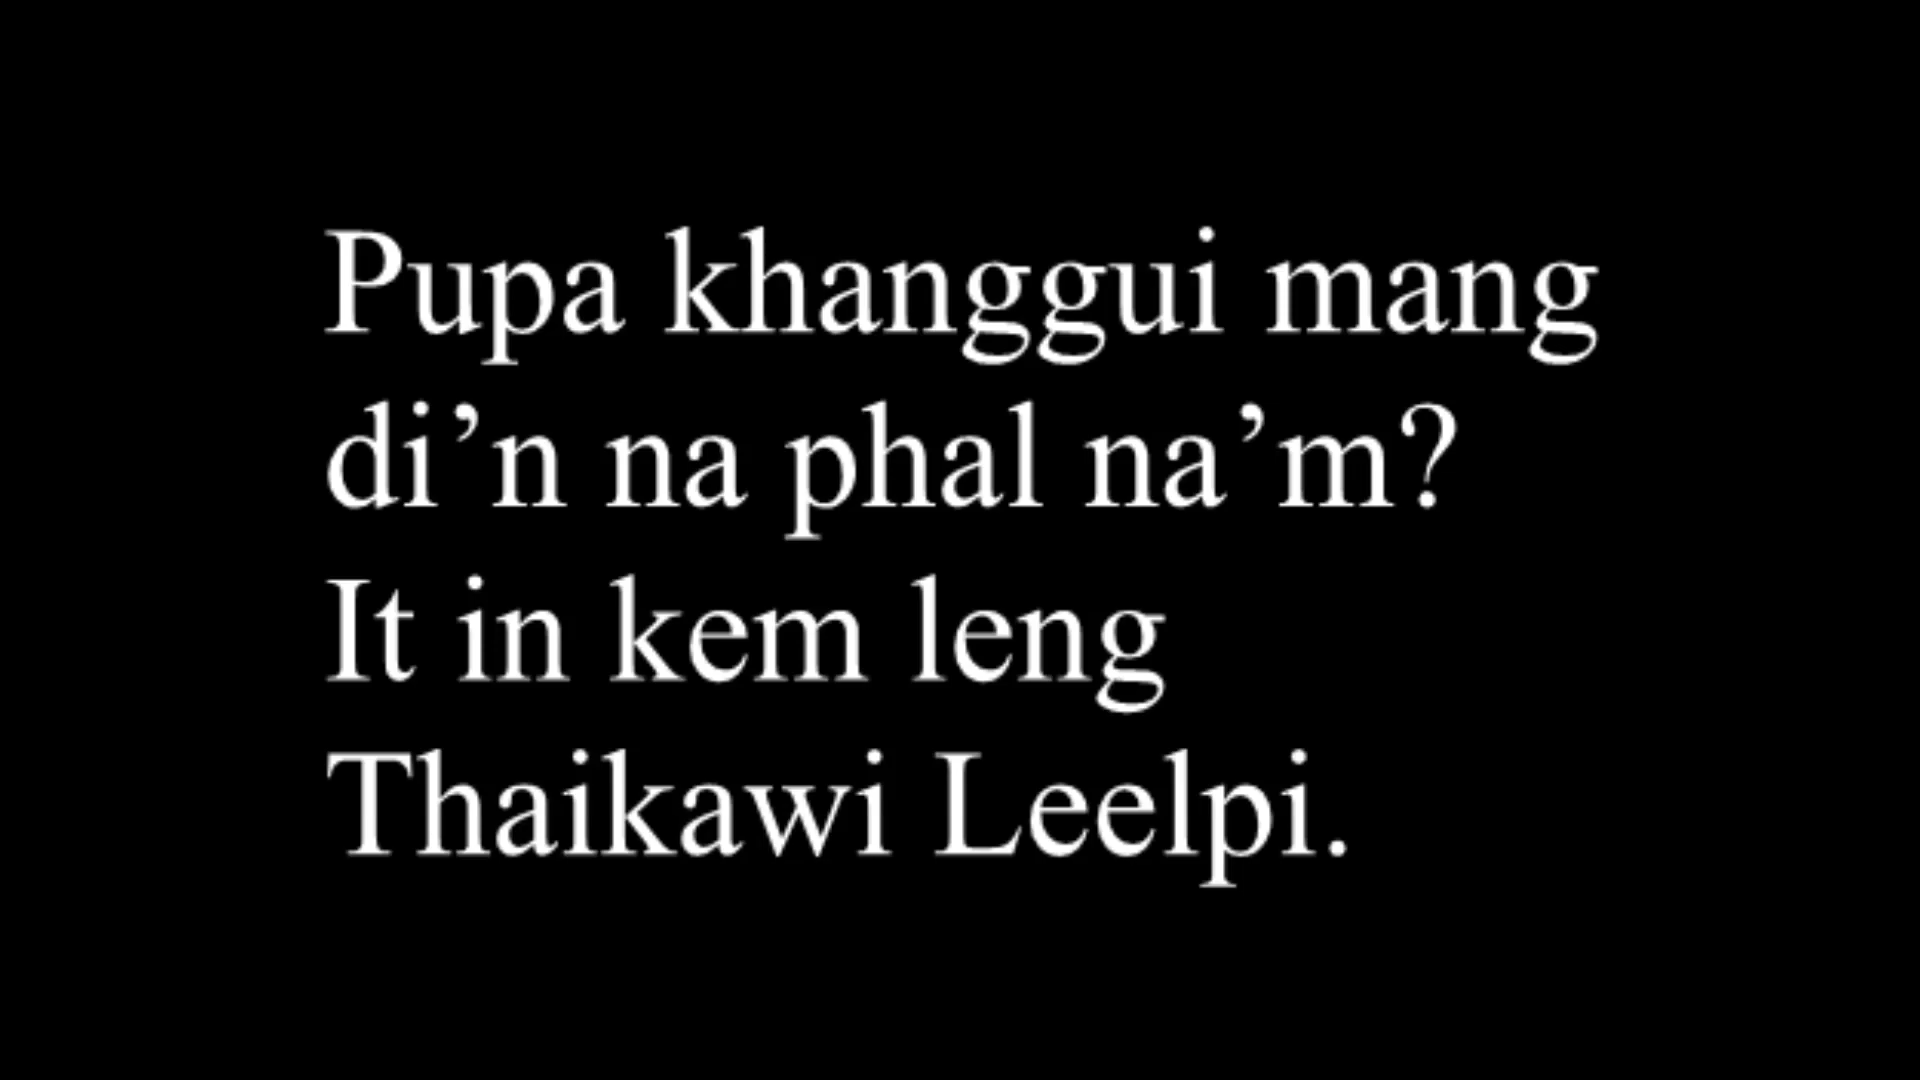 Pupa khanggui mang
di’n na phal na’m?
It in kem leng
Thaikawi Leelpi.